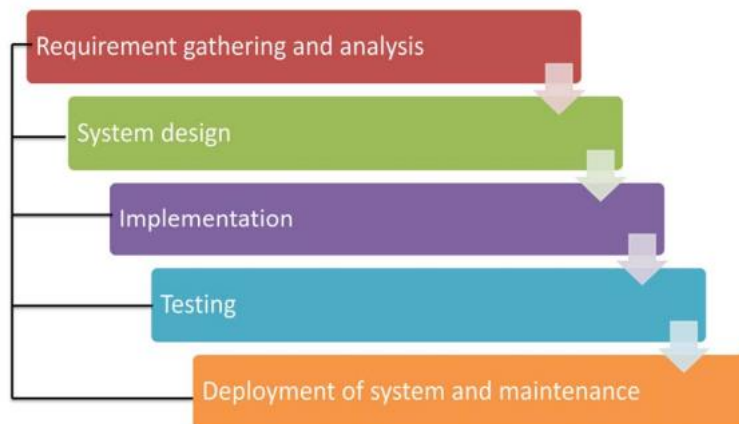 Requirement gathering and analysis
System design
Implementation
Testing
Deployment of system and maintenance